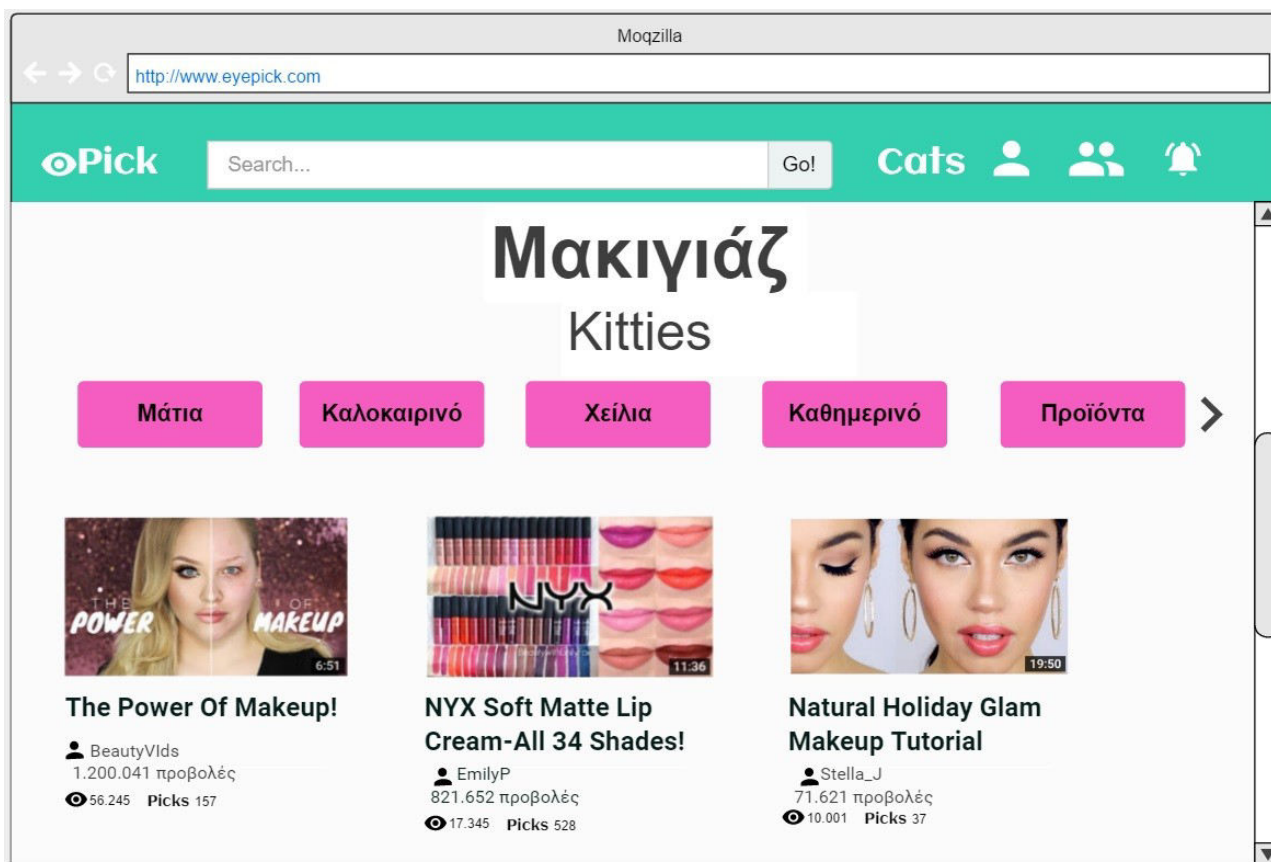 Moqzilla
http://www.eyepick.com
Pick
Search...
Go!
Cats
Μακιγιάζ
Kitties
Μάτια
Καλοκαιρινό
Χείλια
Καθημερινό
Προϊόντα
THE OF
POWER MAKEUP
6:51
NYX
11:36
19:50
The Power Of Makeup!
BeautyVIds
1.200.041 προβολές
56.245 Picks 157
NYX Soft Matte Lip
Cream-All 34 Shades!
EmilyP
821.652 προβολές
17.345 Picks 528
Natural Holiday Glam
Makeup Tutorial
Stella_J
71.621 προβολές
10.001 Picks 37